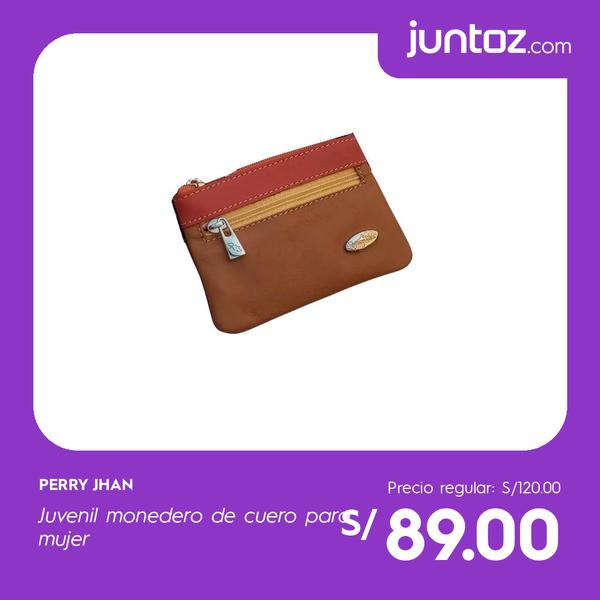 juntoz.com
PERRY JHAN
Juvenil monedero de cuero para
mujer
Precio regular: S/120.00
S/ 89.00